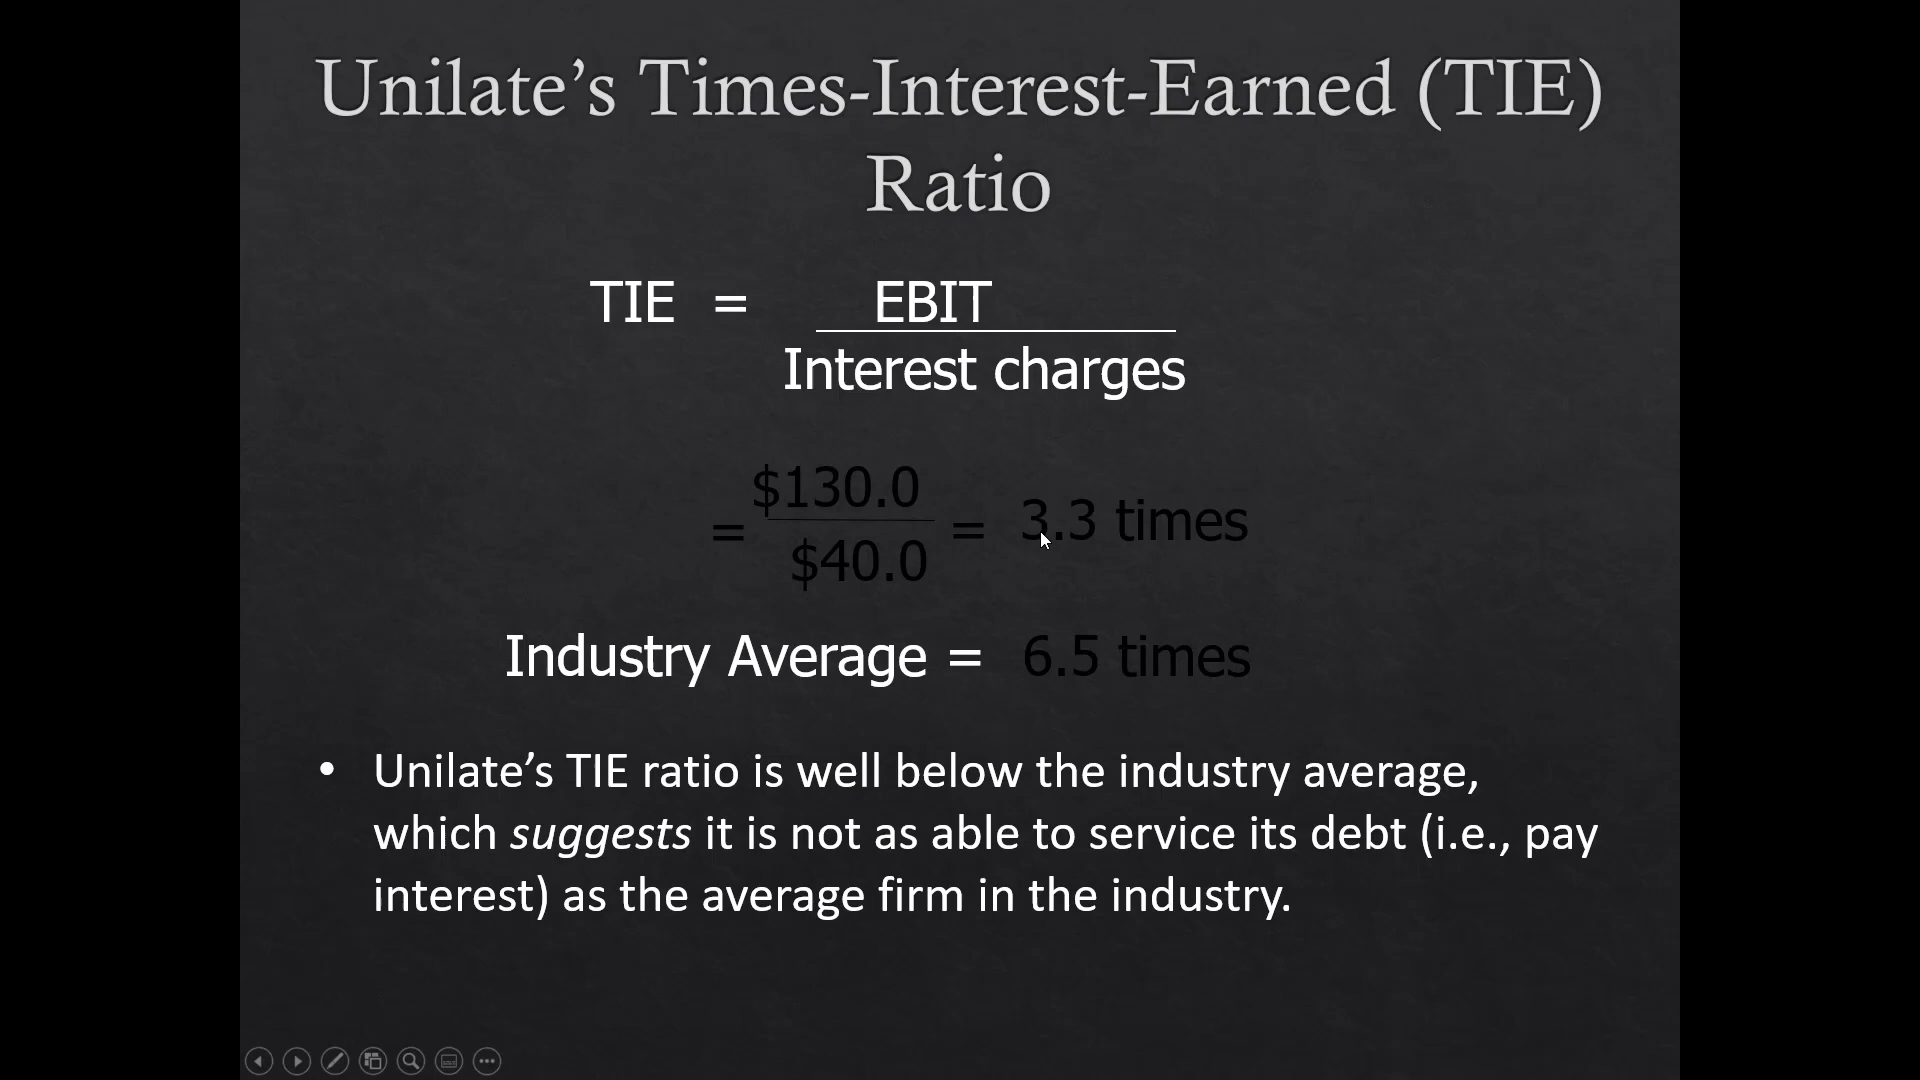 Unilate’s Times-Interest-Earned (TIE)
Ratio
TIE = EBIT
Interest charges
= $130.0
$40.0
= 3.3 times
Industry Average = 6.5 times
• Unilate’s TIE ratio is well below the industry average,
which suggests it is not as able to service its debt (i.e., pay
interest) as the average firm in the industry.